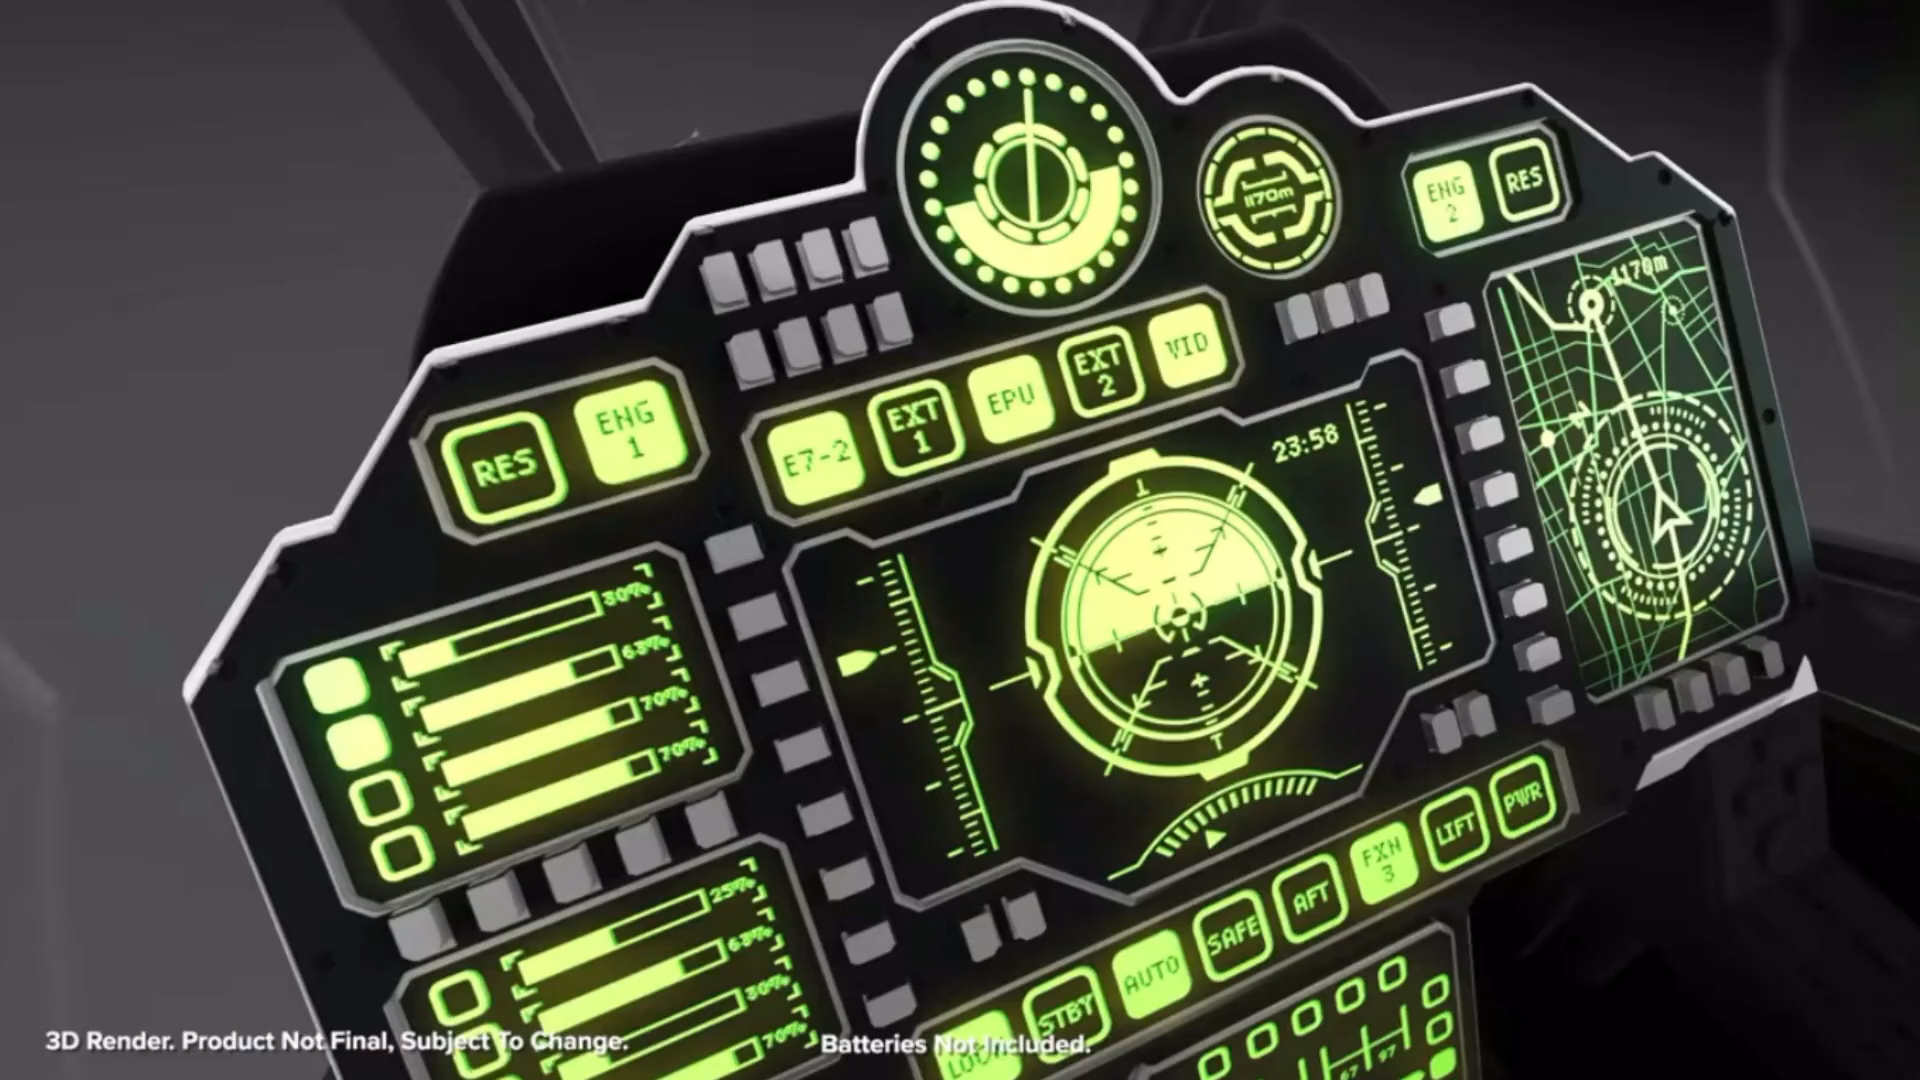 1170m
ENG
2
RES
1170m
RES
ENG
1
E7-2
EXT
1
EPU
EXT
2
VID
23:58
30%
63%
70%
70%
25%
63%
30%
70%
STBY
AUTO
SAFE
AFT
FXN
3
LIFT
PWR
97
67
3D Render. Product Not Final, Subject To Change.
Batteries Not Included.